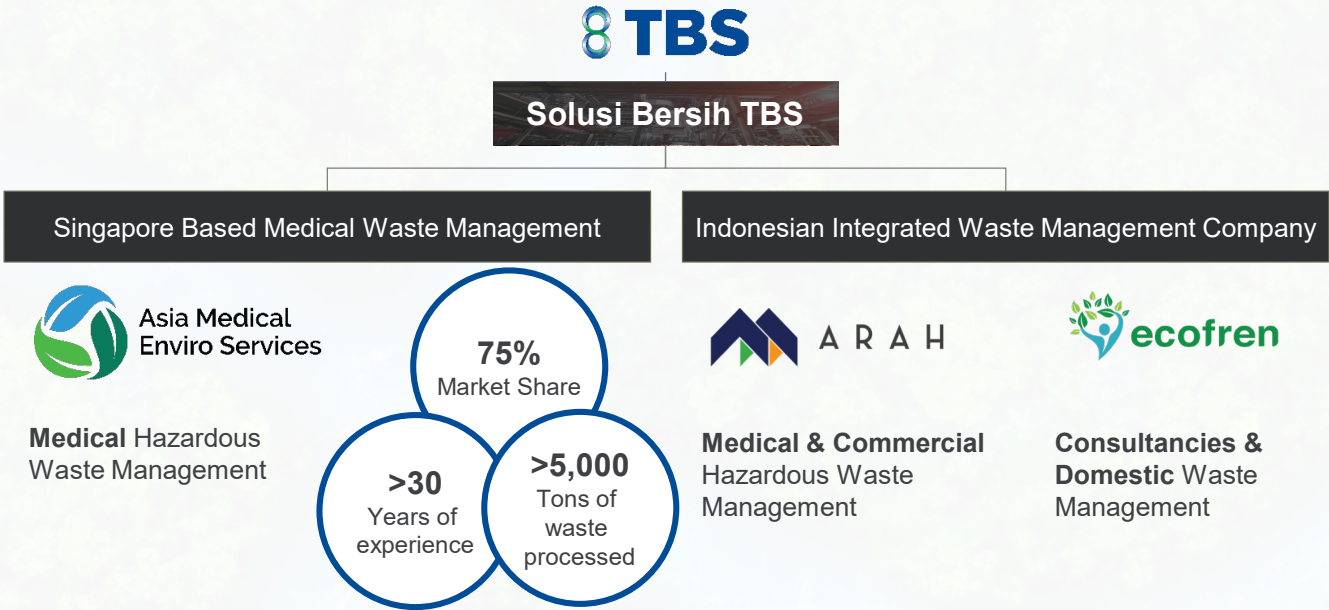 TBS
Solusi Bersih TBS
Singapore Based Medical Waste Management
Asia Medical
Enviro Services
Medical Hazardous
Waste Management
75%
Market Share
>30
Years of
experience
>5,000
Tons of
waste
processed
Indonesian Integrated Waste Management Company
ARAH
Medical & Commercial
Hazardous Waste
Management
ecofren
Consultancies &
Domestic Waste
Management